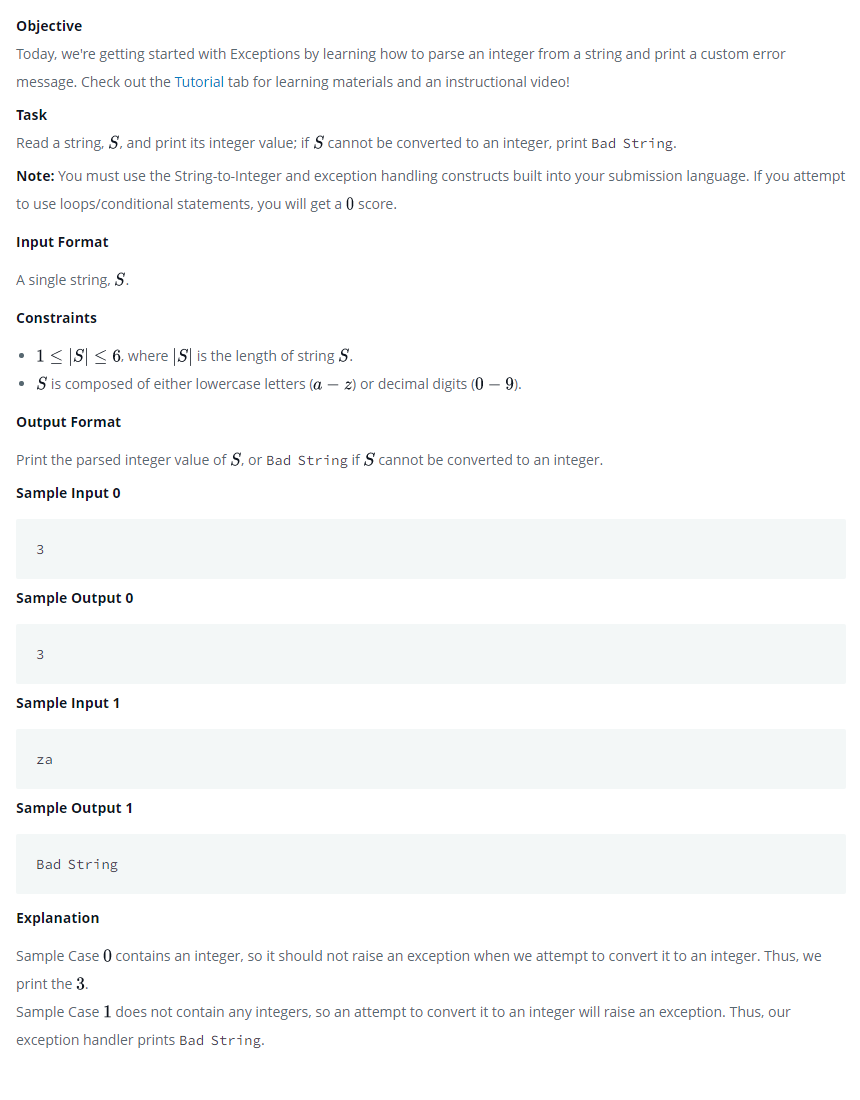 Objective
Today, we're getting started with Exceptions by learning how to parse an integer from a string and print a custom error
message. Check out the Tutorial tab for learning materials and an instructional video!
Task
Read a string, S, and print its integer value; if S cannot be converted to an integer, print Bad String.
Note: You must use the String-to-Integer and exception handling constructs built into your submission language. If you attempt
to use loops/conditional statements, you will get a 0 score.
Input Format
A single string, S.
Constraints
• 1 ≤ |S| ≤ 6, where |S| is the length of string S.
• S is composed of either lowercase letters (a − z) or decimal digits (0 − 9).
Output Format
Print the parsed integer value of S, or Bad String if S cannot be converted to an integer.
Sample Input 0
3
Sample Output 0
3
Sample Input 1
za
Sample Output 1
Bad String
Explanation
Sample Case 0 contains an integer, so it should not raise an exception when we attempt to convert it to an integer. Thus, we
print the 3.
Sample Case 1 does not contain any integers, so an attempt to convert it to an integer will raise an exception. Thus, our
exception handler prints Bad String.